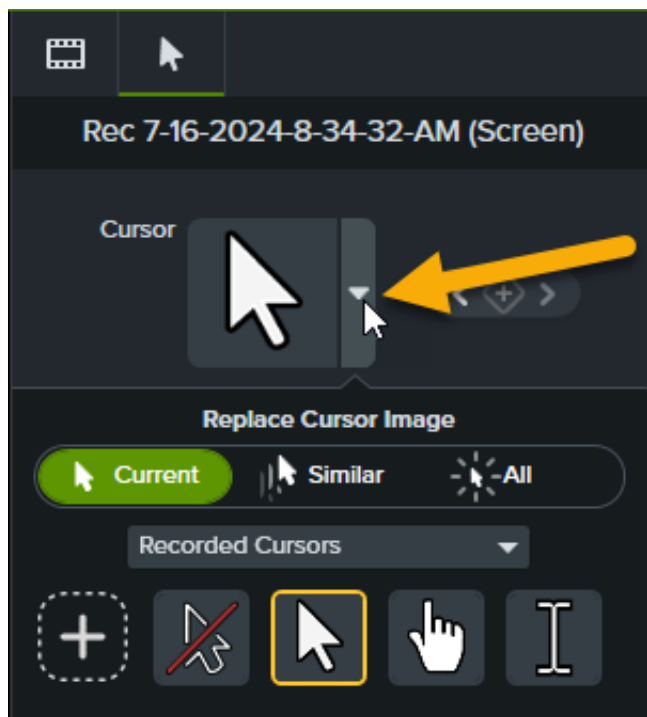 Rec 7-16-2024-8-34-32-AM (Screen)
Cursor
Replace Cursor Image
Current Similar All
Recorded Cursors